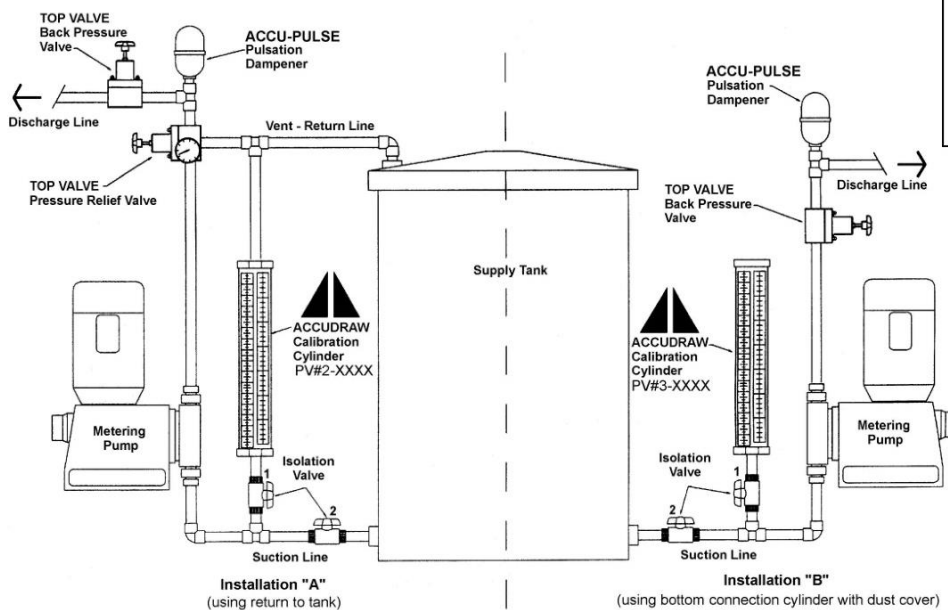 TOP VALVE
Back Pressure
Valve
ACCU-PULSE
Pulsation
Dampener
Discharge Line
Vent - Return Line
TOP VALVE
Pressure Relief Valve
ACCU-PULSE
Pulsation
Dampener
Discharge Line
TOP VALVE
Back Pressure
Valve
Supply Tank
ACCUDRAW
Calibration
Cylinder
PV#2-XXXX
ACCUDRAW
Calibration
Cylinder
PV#3-XXXX
Metering
Pump
Metering
Pump
Isolation
Valve
1
2
Isolation
Valve
1
2
Suction Line
Suction Line
Installation "A"
(using return to tank)
Installation "B"
(using bottom connection cylinder with dust cover)